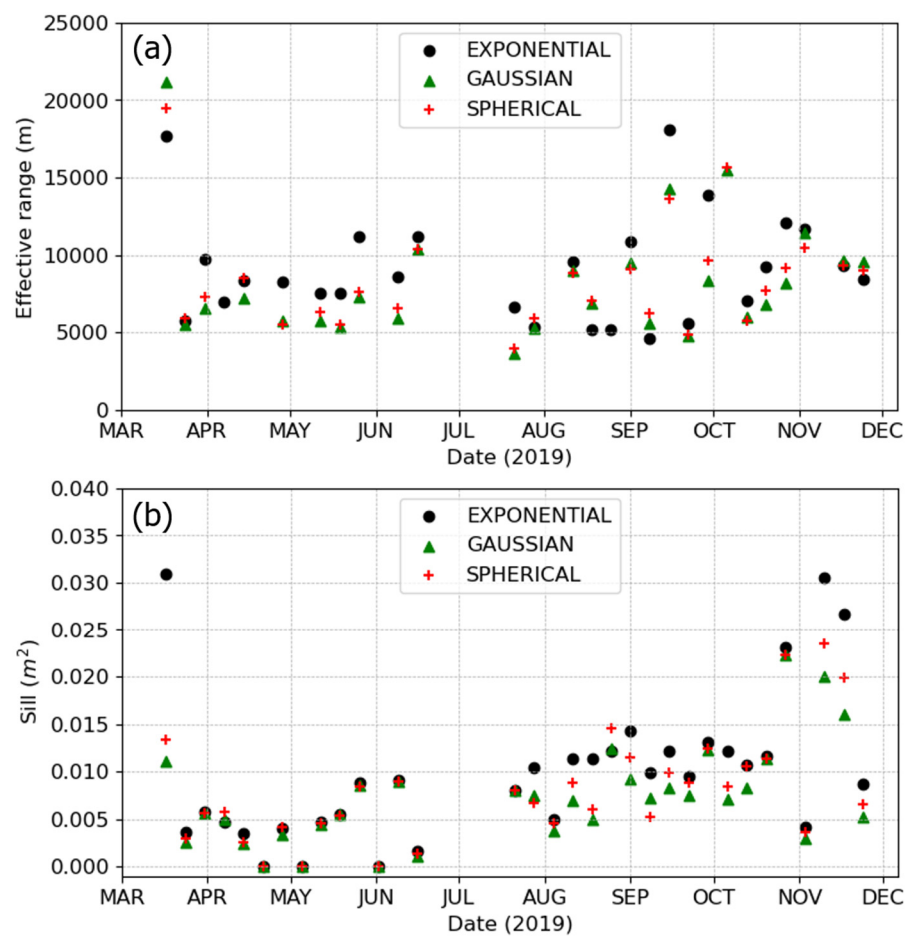 (a)
EXPONENTIAL
GAUSSIAN
SPHERICAL
Effective range (m)
25000
20000
15000
10000
5000
0
MAR APR MAY JUN JUL AUG SEP OCT NOV DEC
Date (2019)
(b)
EXPONENTIAL
GAUSSIAN
SPHERICAL
Sill (m²)
0.040
0.035
0.030
0.025
0.020
0.015
0.010
0.005
0.000
MAR APR MAY JUN JUL AUG SEP OCT NOV DEC
Date (2019)